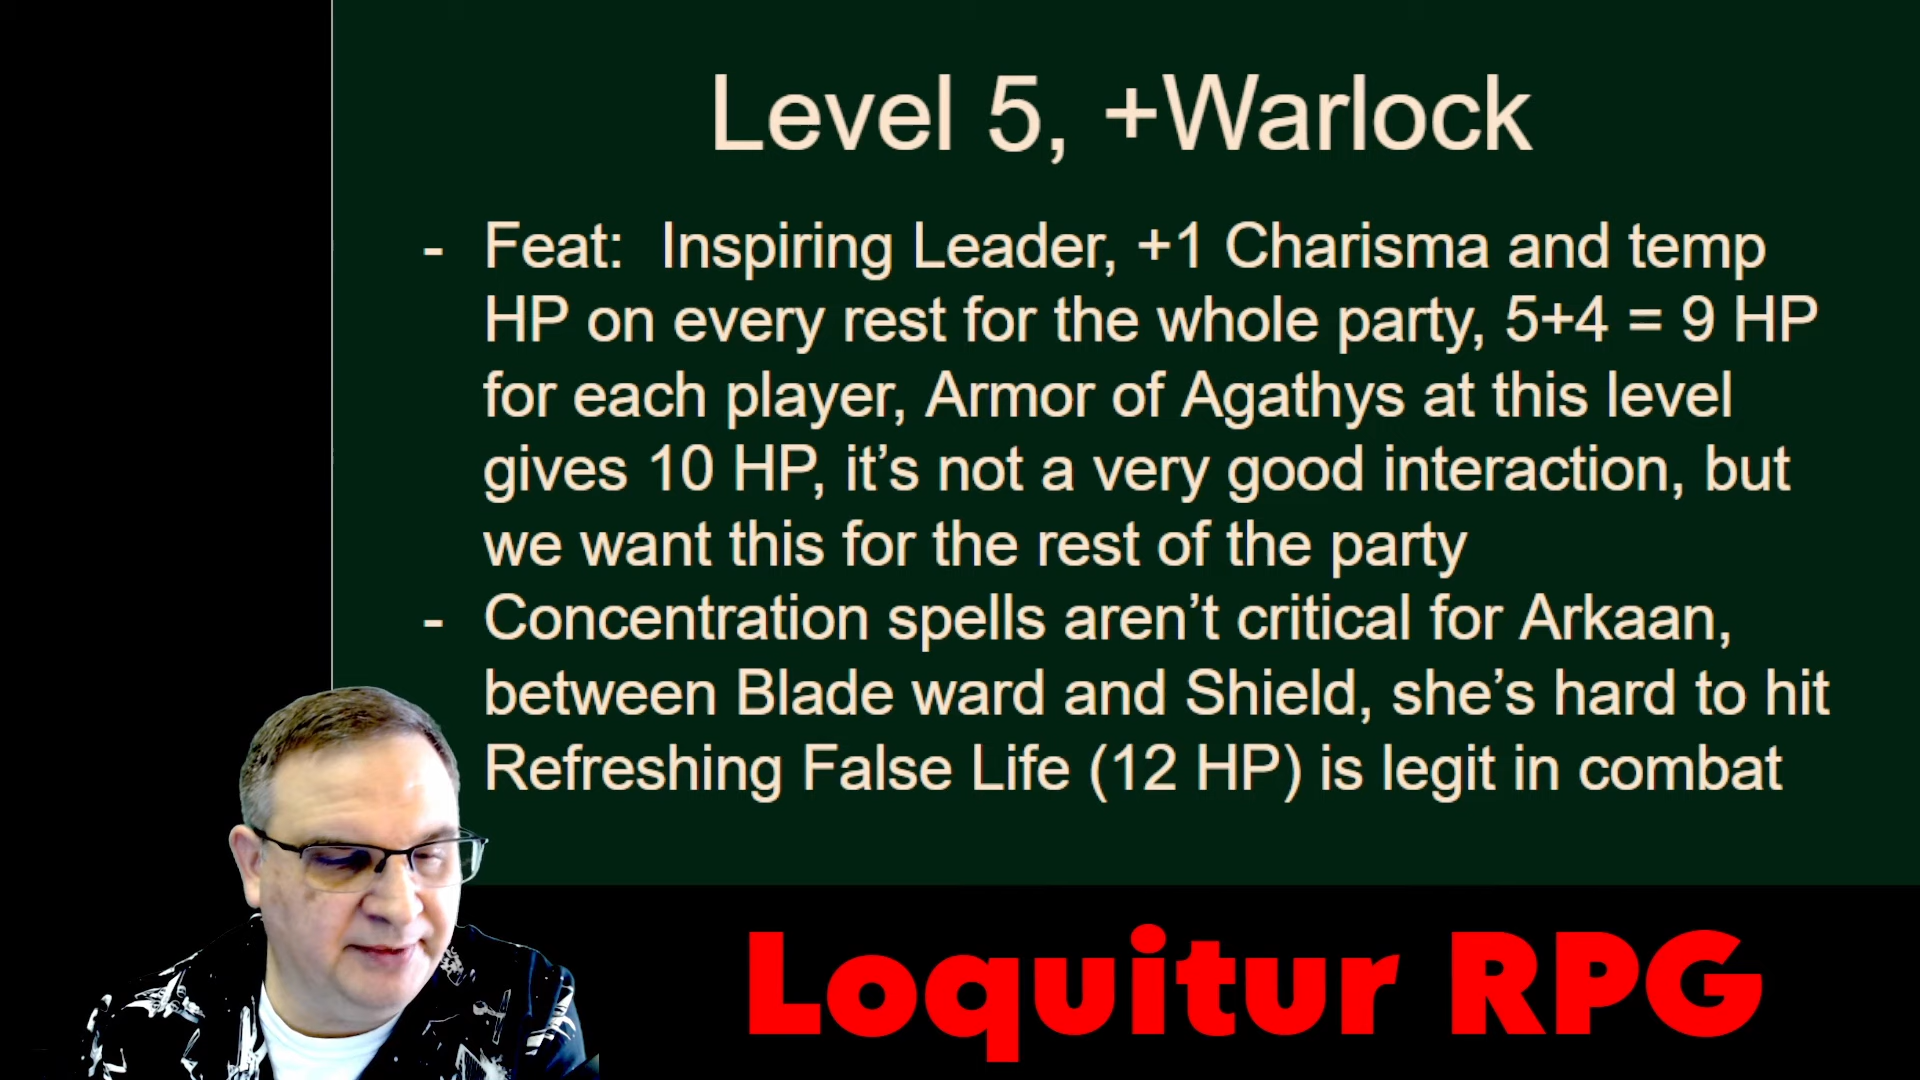 Level 5, +Warlock
- Feat:  Inspiring Leader, +1 Charisma and temp
HP on every rest for the whole party, 5+4 = 9 HP
for each player, Armor of Agathys at this level
gives 10 HP, it’s not a very good interaction, but
we want this for the rest of the party
- Concentration spells aren’t critical for Arkaan,
between Blade ward and Shield, she’s hard to hit
Refreshing False Life (12 HP) is legit in combat
Loquitur RPG